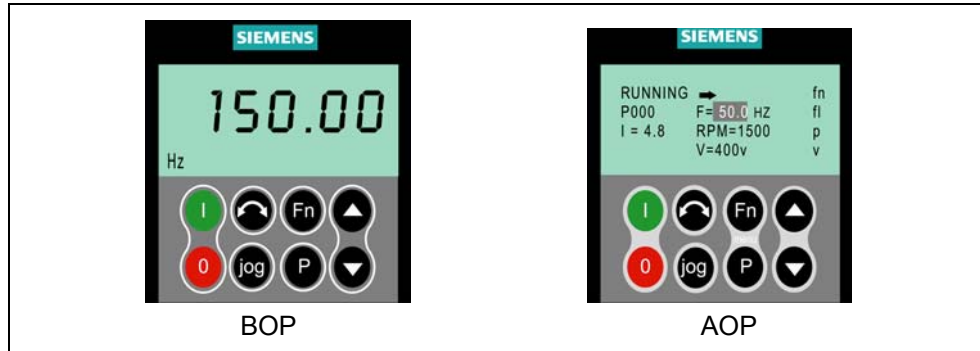 SIEMENS
150.00
Hz
I
Fn
0
jog
P
BOP
SIEMENS
RUNNING fn
P000 F= 50.0 HZ fl
I = 4.8 RPM=1500 p
V=400v v
I
Fn
0
jog
P
AOP